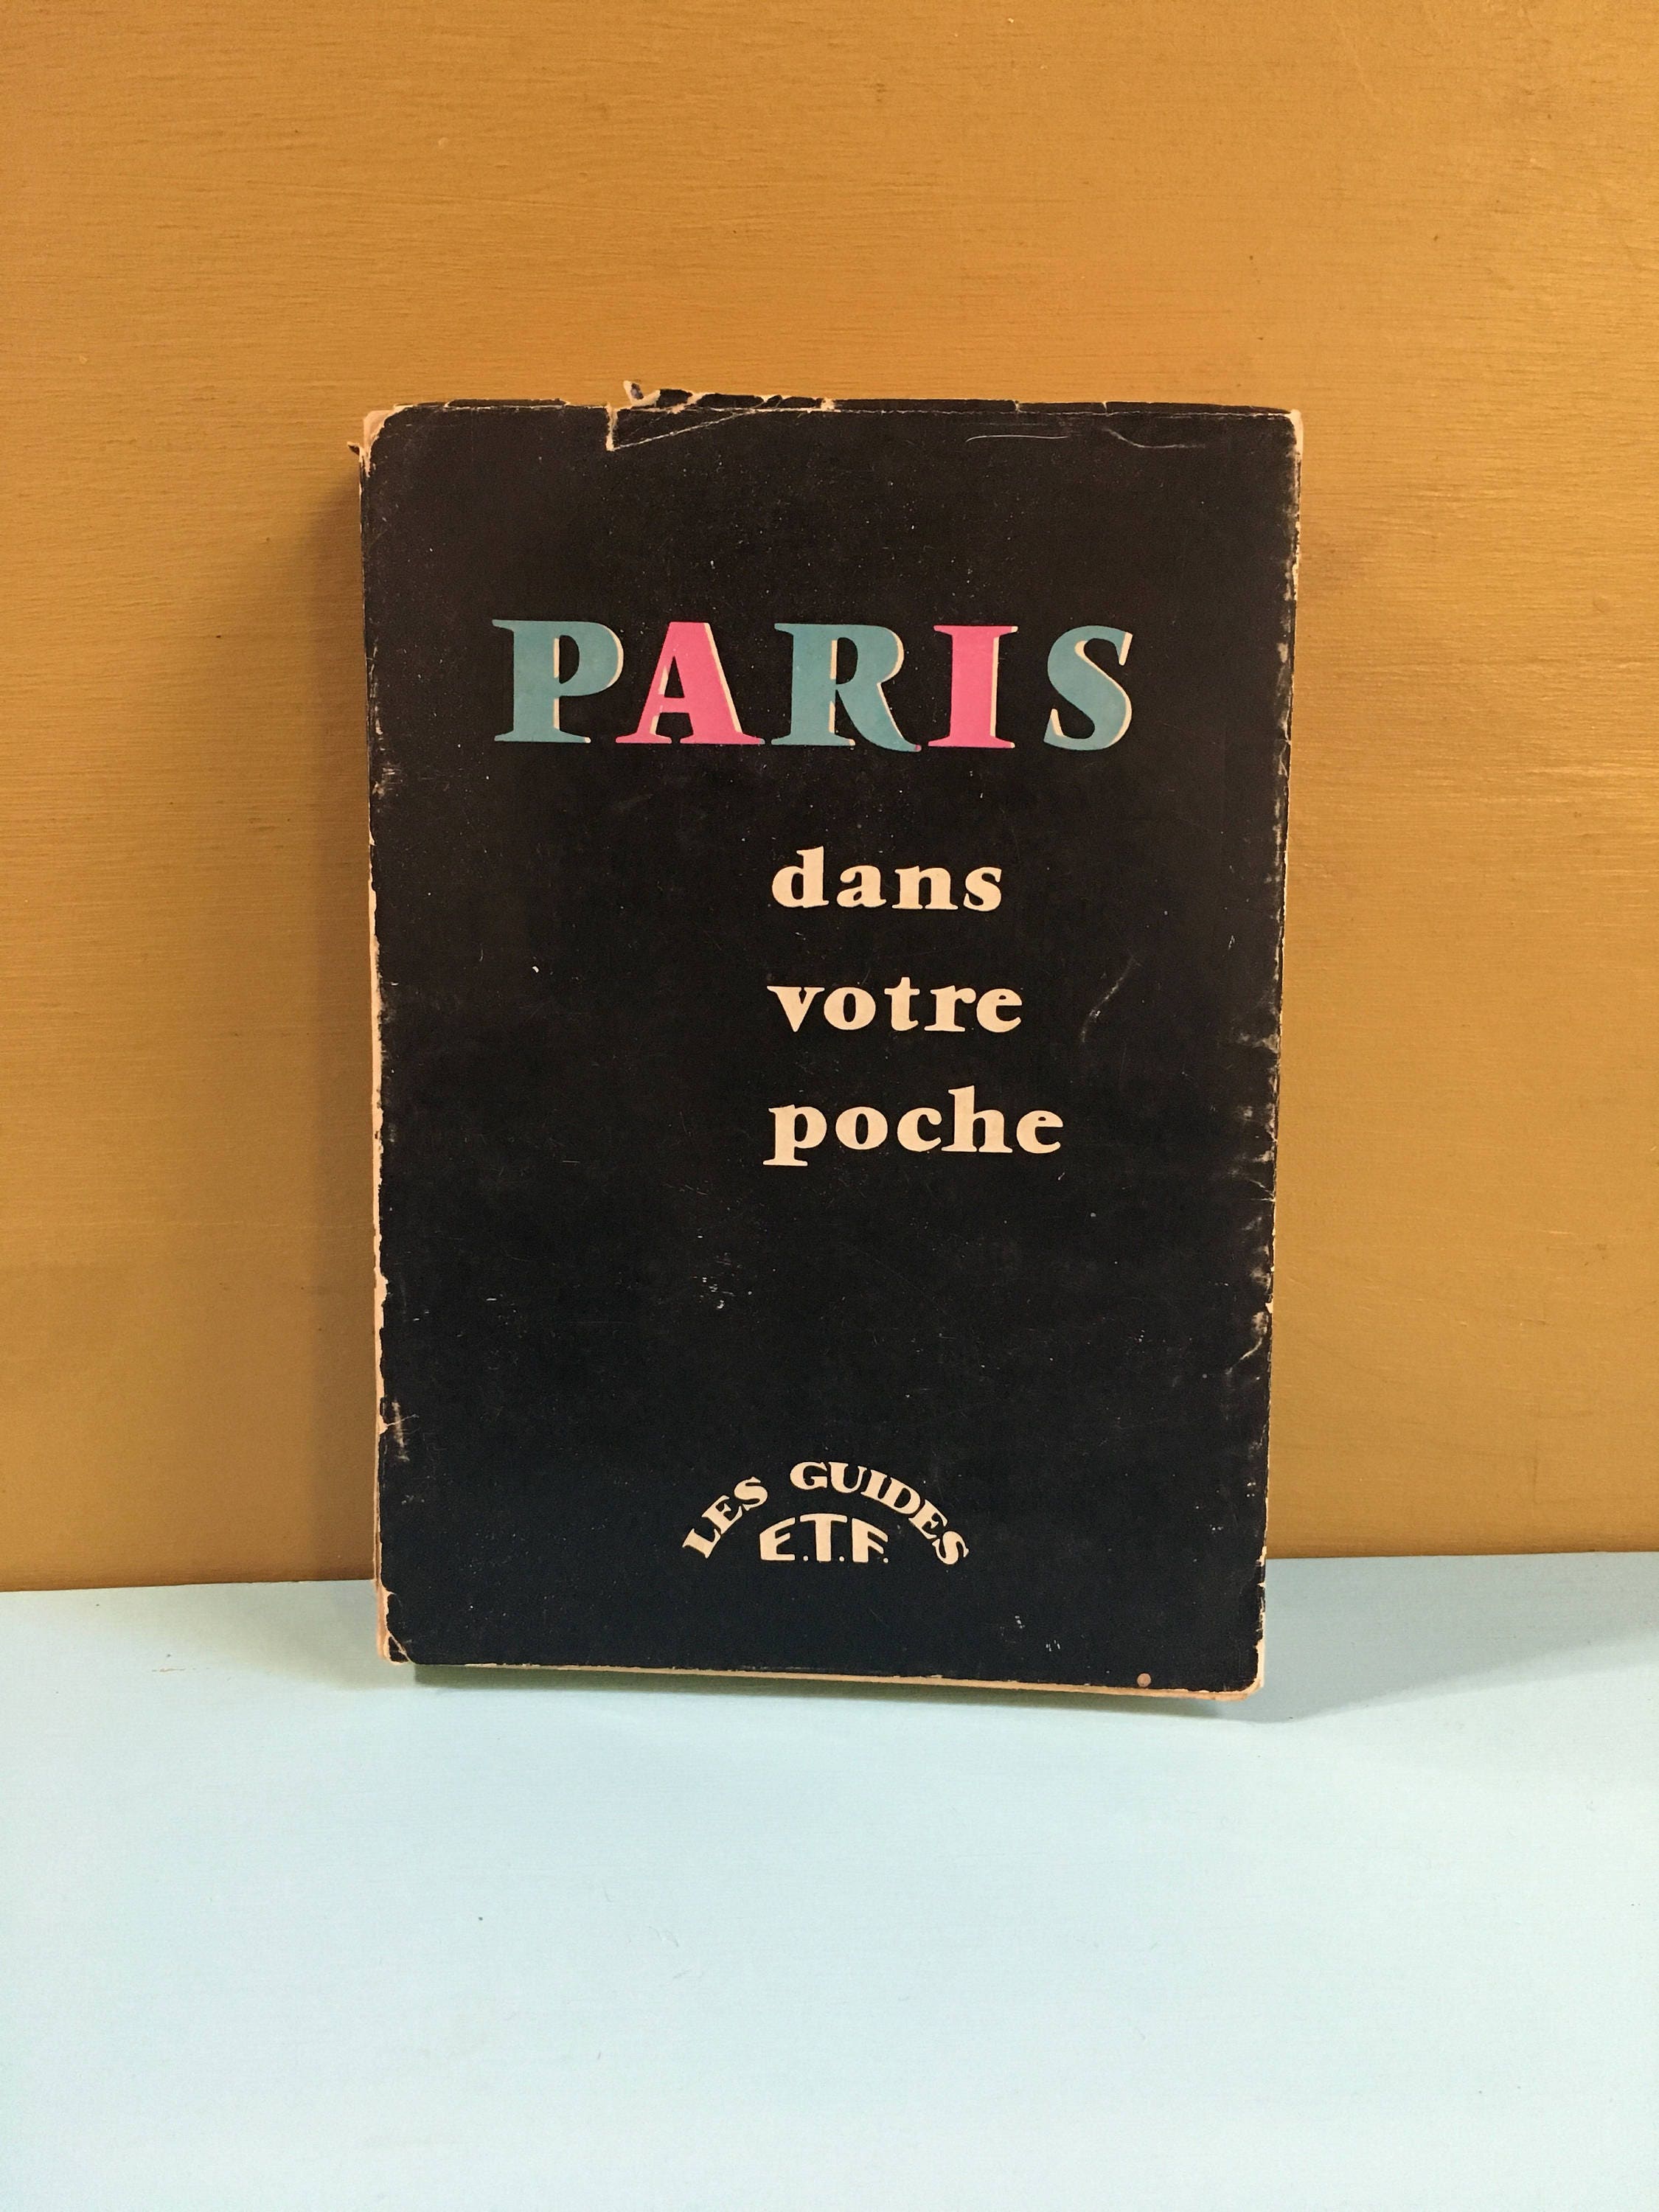 PARIS
dans
votre
poche
LES GUIDES
E.T.F.